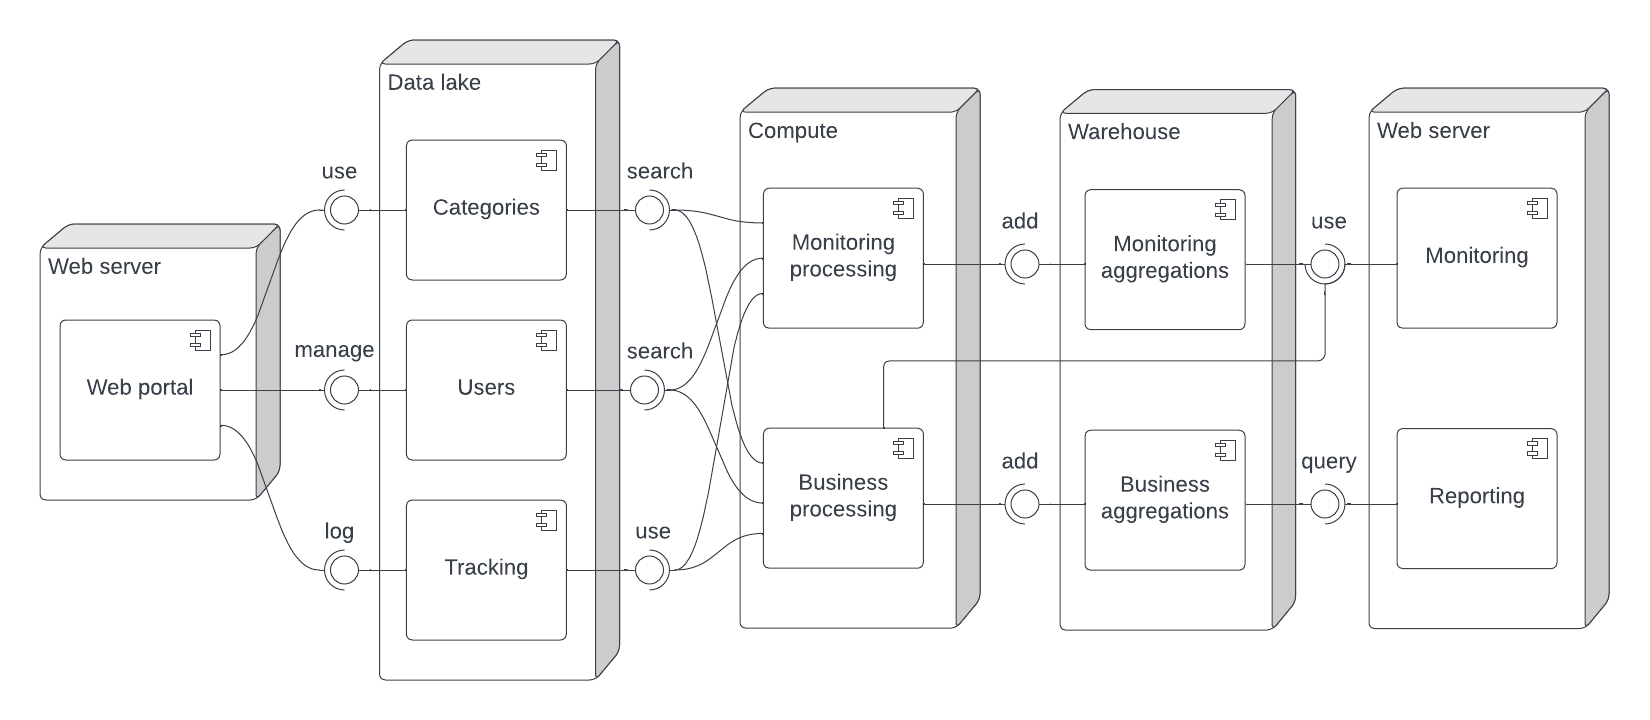 Data lake
Compute
Warehouse
Web server
use
Categories
search
add
use
Monitoring
processing
Monitoring
aggregations
Monitoring
Web server
manage
Web portal
Users
search
Business
processing
add
Business
aggregations
query
Reporting
log
Tracking
use